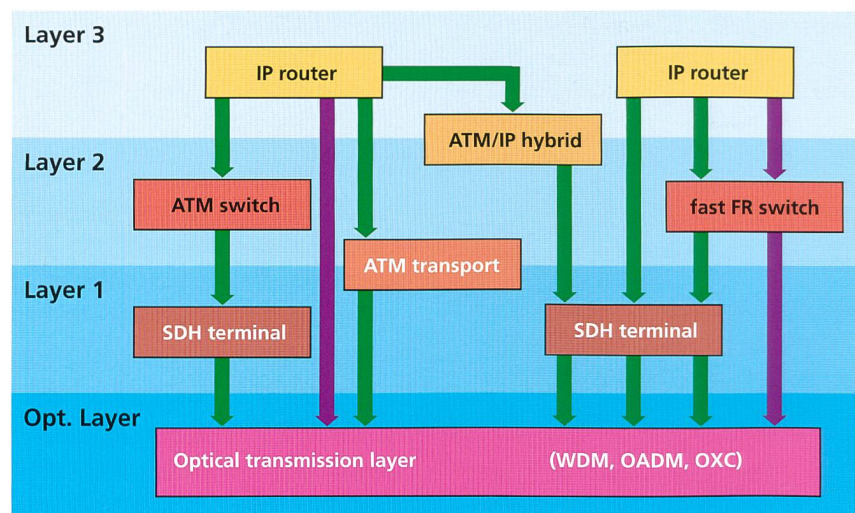 Layer 3
IP router
IP router
ATM/IP hybrid
Layer 2
ATM switch
fast FR switch
ATM transport
Layer 1
SDH terminal
SDH terminal
Opt. Layer
Optical transmission layer (WDM, OADM, OXC)